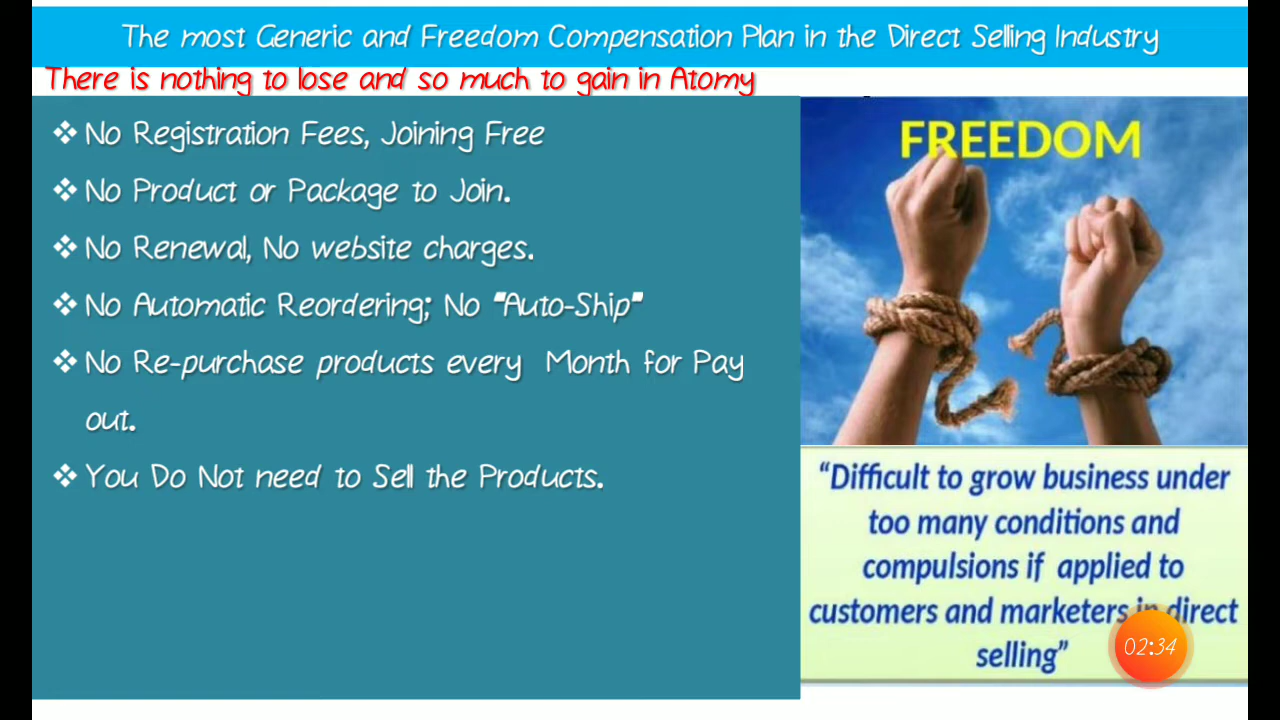 The most Generic and Freedom Compensation Plan in the Direct Selling Industry
There is nothing to lose and so much to gain in Atomy
❖ No Registration Fees, Joining Free
❖ No Product or Package to Join.
❖ No Renewal, No website charges.
❖ No Automatic Reordering; No "Auto-Ship"
❖ No Re-purchase products every Month for Pay
out.
❖ You Do Not need to Sell the Products.
FREEDOM
“Difficult to grow business under
too many conditions and
compulsions if applied to
customers and marketers in direct
selling”
02:34